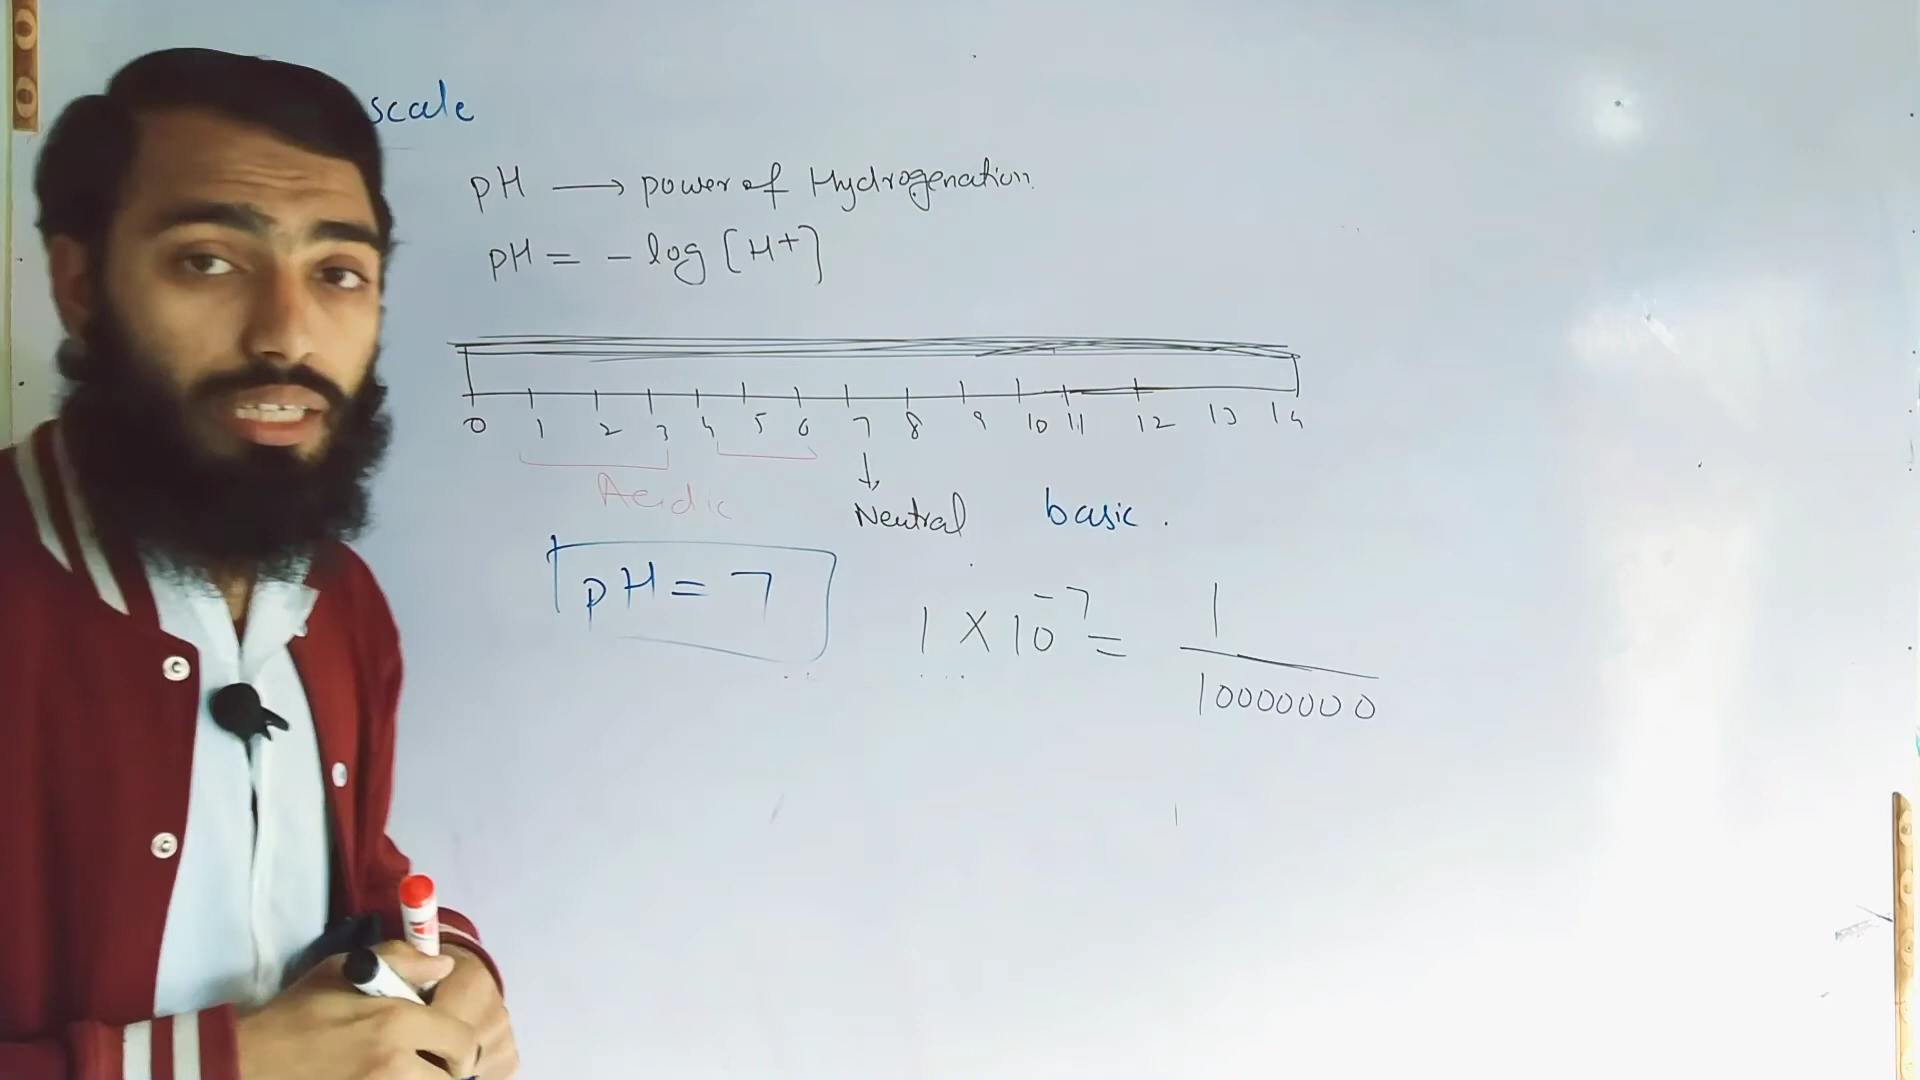 scale
pH → power of Hydrogenation
pH = - log [H+]
0 1 2 3 4 5 6 7 8 9 10 11 12 13 14
Acidic
↓
Neutral
basic.
pH = 7
1 X 10⁻⁷ = 1 / 10000000